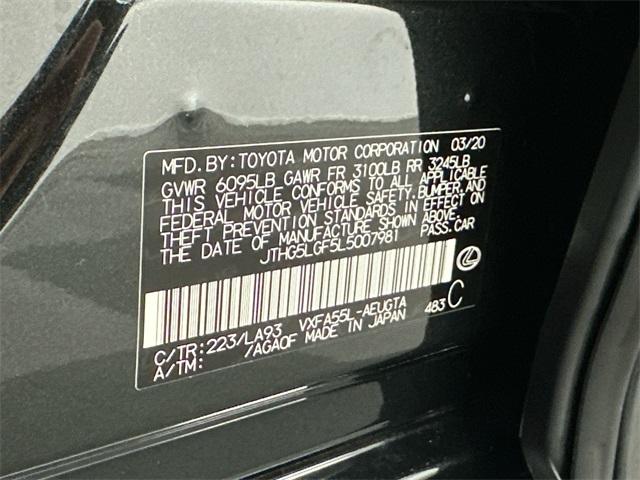 MFD. BY: TOYOTA MOTOR CORPORATION 03/20
GVWR 6095LB GAWR FR 3100LB RR 3245LB
THIS VEHICLE CONFORMS TO ALL APPLICABLE
FEDERAL MOTOR VEHICLE SAFETY, BUMPER, AND
THEFT PREVENTION STANDARDS IN EFFECT ON
THE DATE OF MANUFACTURE SHOWN ABOVE.
JTHG5LGF5L5007981 PASS. CAR
C/TR: 223/LA93 VXFA55L-AEUGTA 483 C
A/TM: /AGA0F MADE IN JAPAN